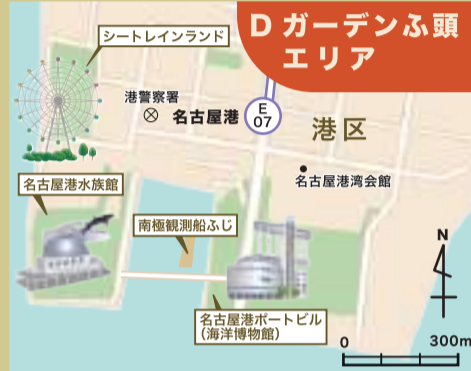 D ガーデンふ頭
エリア
シートレインランド
港警察署
名古屋港
E
07
港区
名古屋港湾会館
名古屋港水族館
南極観測船ふじ
名古屋港ポートビル
(海洋博物館)
N
0 300m